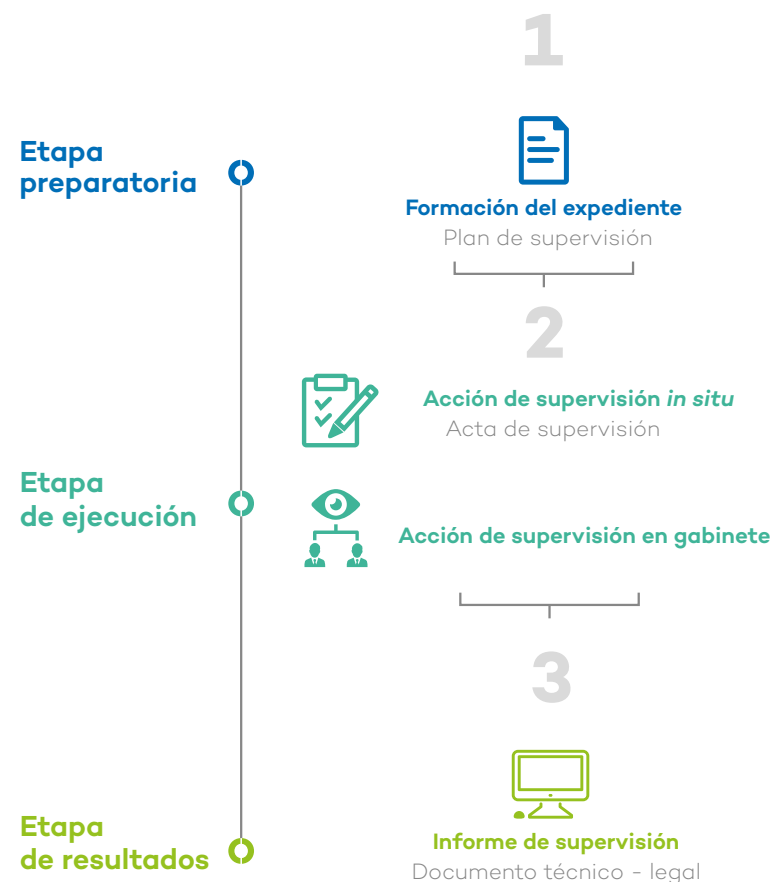 1
Etapa
preparatoria
Formación del expediente
Plan de supervisión
2
Acción de supervisión in situ
Acta de supervisión
Etapa
de ejecución
Acción de supervisión en gabinete
3
Etapa
de resultados
Informe de supervisión
Documento técnico - legal